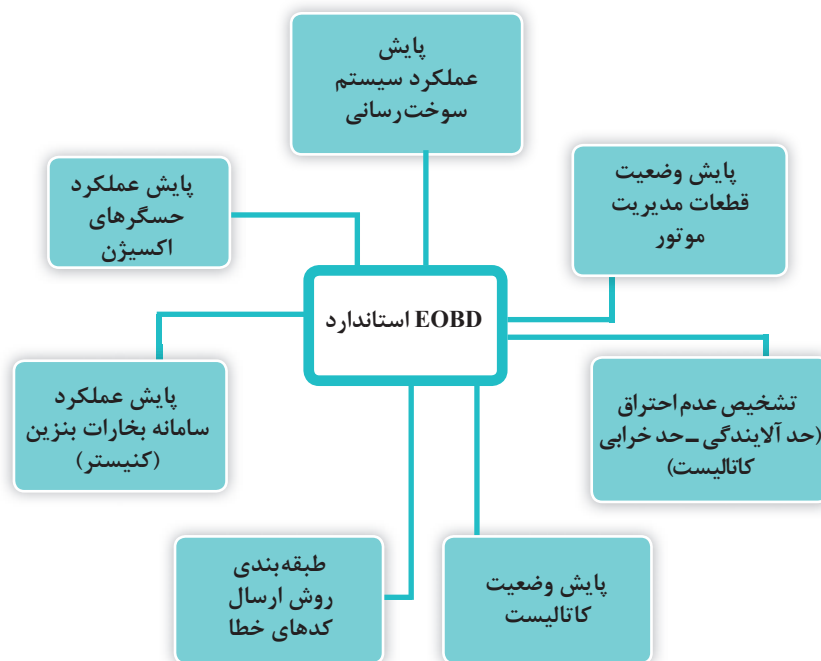 پایش
عملکرد سیستم
سوخت‌رسانی
پایش وضعیت
قطعات مدیریت
موتور
پایش عملکرد
حسگرهای
اکسیژن
استاندارد EOBD
تشخیص عدم احتراق
(حد آلایندگی ـ حد خرابی
کاتالیست)
پایش عملکرد
سامانه بخارات بنزین
(کنیستر)
پایش وضعیت
کاتالیست
طبقه‌بندی
روش ارسال
کدهای خطا